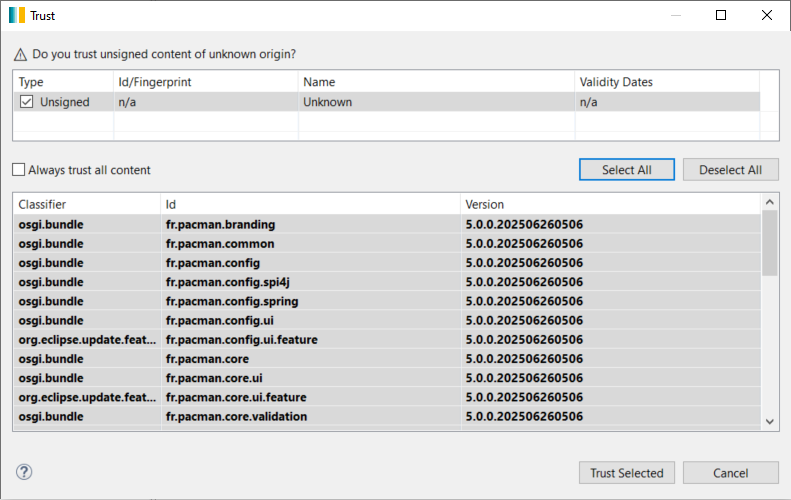 Trust
Do you trust unsigned content of unknown origin?
Type Id/Fingerprint Name Validity Dates
Unsigned n/a Unknown n/a
Always trust all content Select All Deselect All
Classifier Id Version
osgi.bundle fr.pacman.branding 5.0.0.202506260506
osgi.bundle fr.pacman.common 5.0.0.202506260506
osgi.bundle fr.pacman.config 5.0.0.202506260506
osgi.bundle fr.pacman.config.spi4j 5.0.0.202506260506
osgi.bundle fr.pacman.config.spring 5.0.0.202506260506
osgi.bundle fr.pacman.config.ui 5.0.0.202506260506
org.eclipse.update.feat... fr.pacman.config.ui.feature 5.0.0.202506260506
osgi.bundle fr.pacman.core 5.0.0.202506260506
osgi.bundle fr.pacman.core.ui 5.0.0.202506260506
org.eclipse.update.feat... fr.pacman.core.ui.feature 5.0.0.202506260506
osgi.bundle fr.pacman.core.validation 5.0.0.202506260506
? Trust Selected Cancel